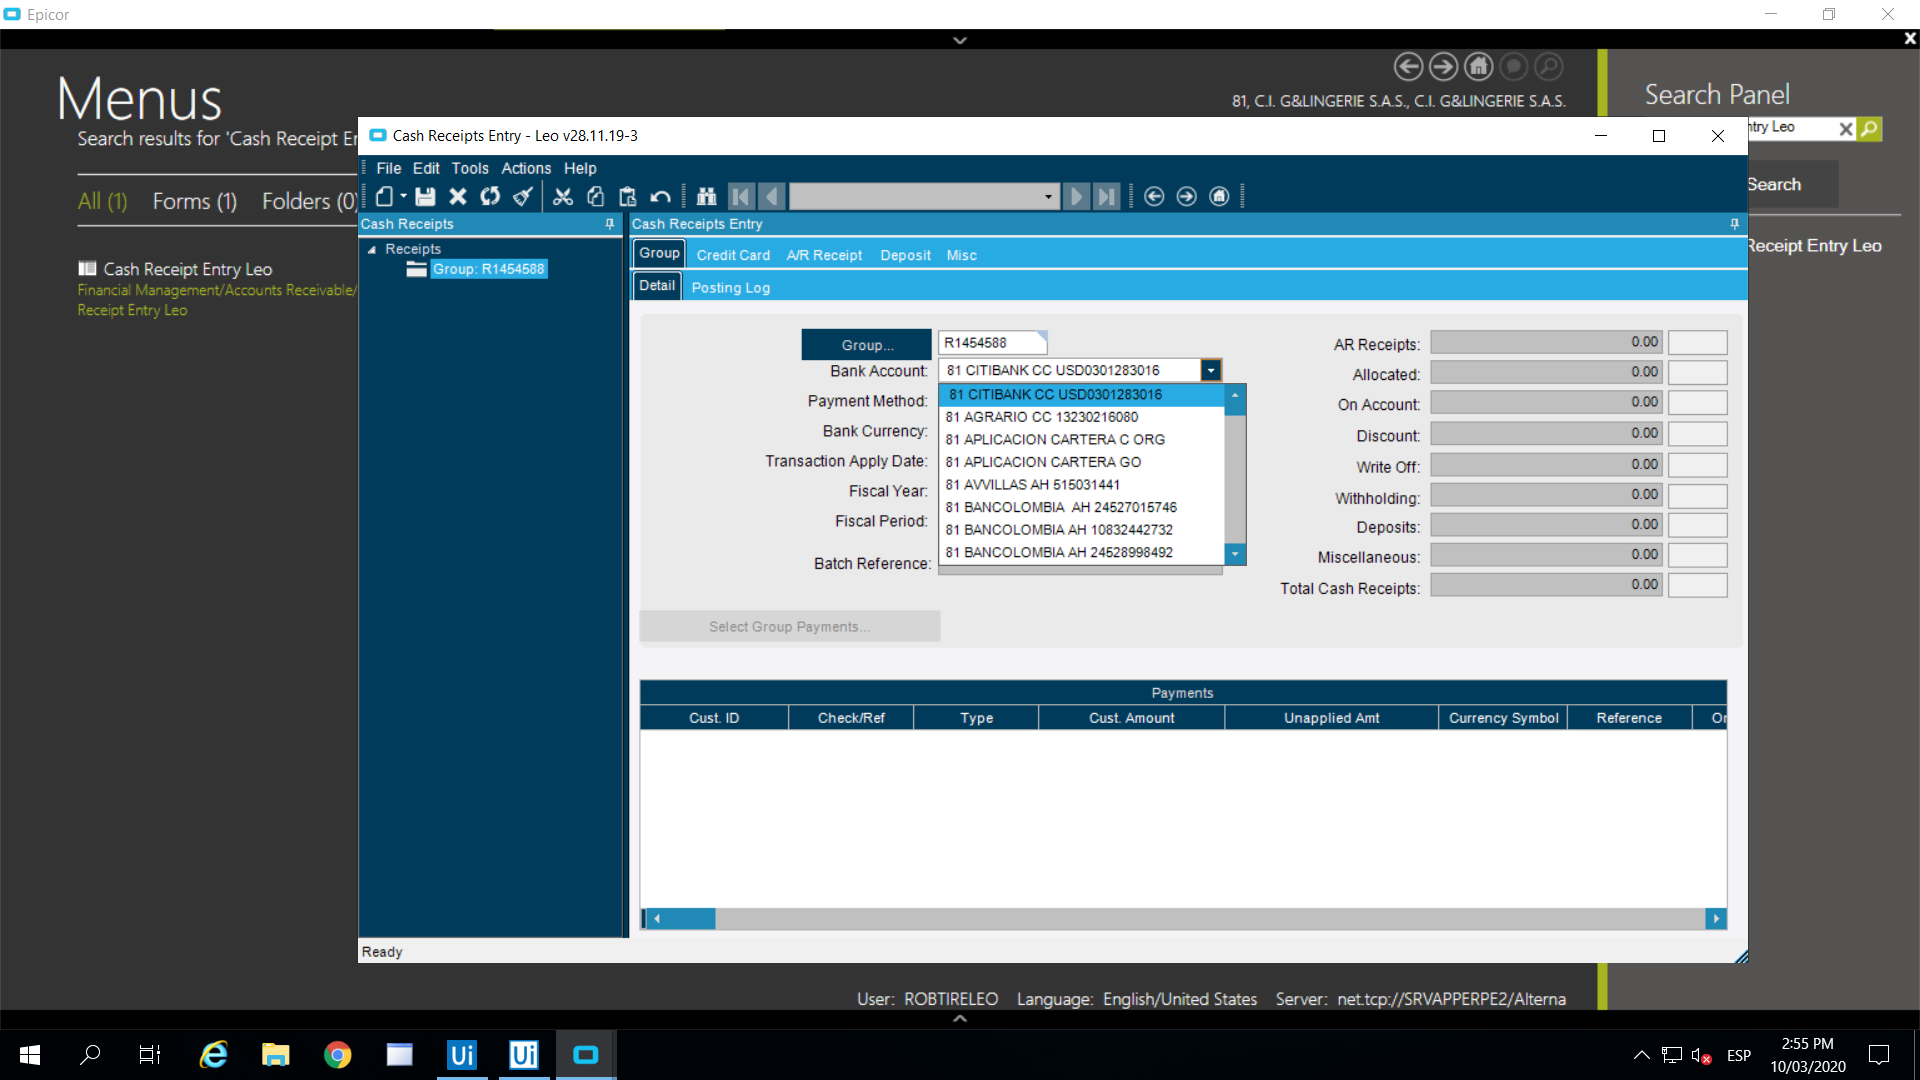 Epicor
Menus
Search results for 'Cash Receipt Er
All (1) Forms (1) Folders (0)
Cash Receipt Entry Leo
Financial Management/Accounts Receivable/
Receipt Entry Leo
81, C.I. G&LINGERIE S.A.S., C.I. G&LINGERIE S.A.S.
Search Panel
ntry Leo
Search
Receipt Entry Leo
Cash Receipts Entry - Leo v28.11.19-3
File Edit Tools Actions Help
Cash Receipts
Receipts
Group: R1454588
Cash Receipts Entry
Group Credit Card A/R Receipt Deposit Misc
Detail Posting Log
Group... R1454588
Bank Account: 81 CITIBANK CC USD0301283016
81 CITIBANK CC USD0301283016
81 AGRARIO CC 13230216080
81 APLICACION CARTERA C ORG
81 APLICACION CARTERA GO
81 AVVILLAS AH 515031441
81 BANCOLOMBIA AH 24527015746
81 BANCOLOMBIA AH 10832442732
81 BANCOLOMBIA AH 24528998492
Payment Method:
Bank Currency:
Transaction Apply Date:
Fiscal Year:
Fiscal Period:
Batch Reference:
Select Group Payments...
AR Receipts: 0.00
Allocated: 0.00
On Account: 0.00
Discount: 0.00
Write Off: 0.00
Withholding: 0.00
Deposits: 0.00
Miscellaneous: 0.00
Total Cash Receipts: 0.00
Payments
Cust. ID Check/Ref Type Cust. Amount Unapplied Amt Currency Symbol Reference Or
Ready
User: ROBTIRELEO Language: English/United States Server: net.tcp://SRVAPPERPE2/Alterna
Ui Ui
ESP
2:55 PM
10/03/2020